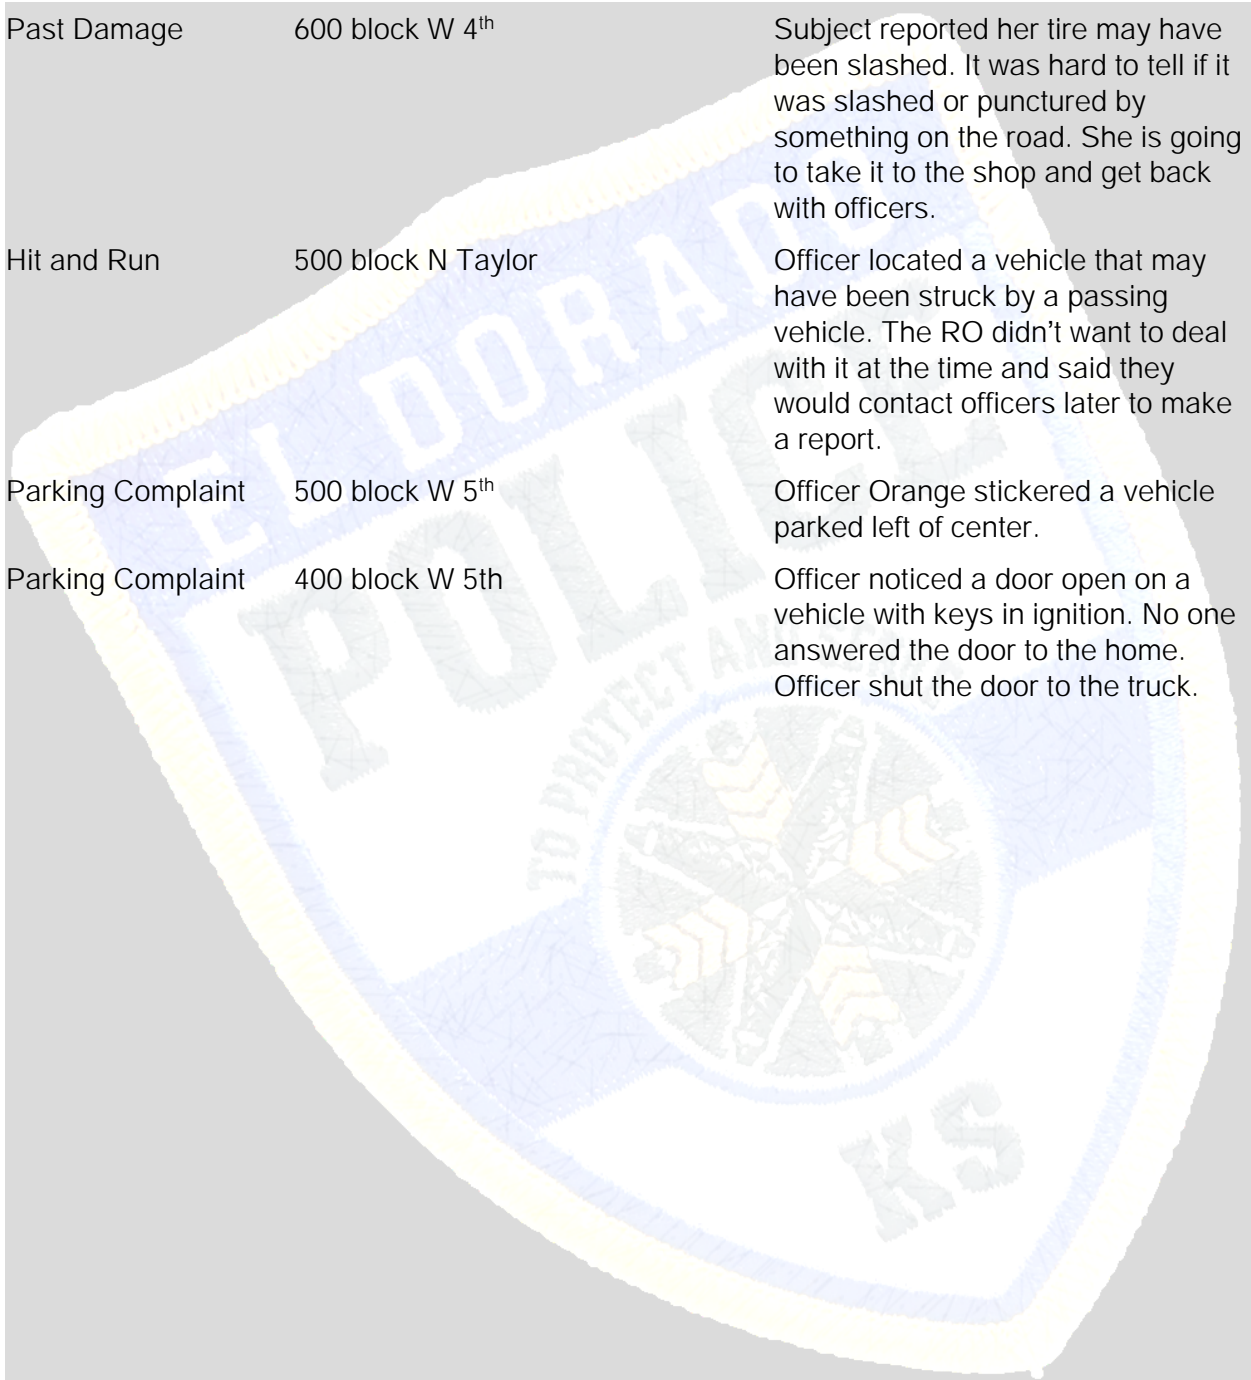 Past Damage 600 block W 4th Subject reported her tire may have
been slashed. It was hard to tell if it
was slashed or punctured by
something on the road. She is going
to take it to the shop and get back
with officers.
Hit and Run 500 block N Taylor Officer located a vehicle that may
have been struck by a passing
vehicle. The RO didn't want to deal
with it at the time and said they
would contact officers later to make
a report.
Parking Complaint 500 block W 5th Officer Orange stickered a vehicle
parked left of center.
Parking Complaint 400 block W 5th Officer noticed a door open on a
vehicle with keys in ignition. No one
answered the door to the home.
Officer shut the door to the truck.
EL DORADO
POLICE
TO PROTECT AND
KS